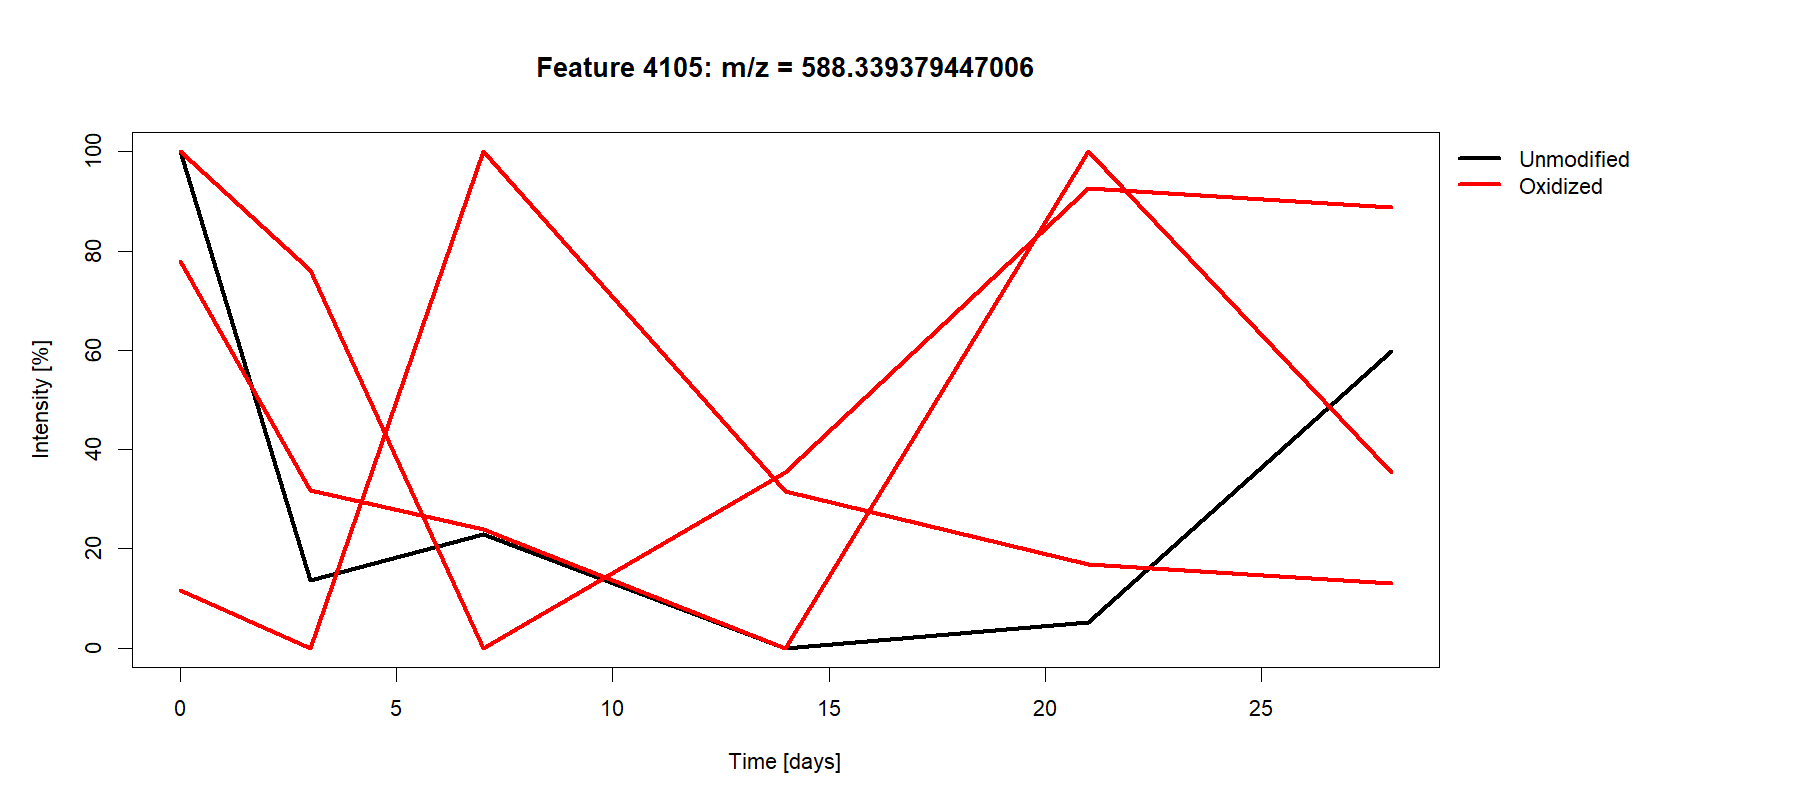 Feature 4105: m/z = 588.339379447006
Unmodified
Oxidized
Intensity [%]
100
80
60
40
20
0
0 5 10 15 20 25
Time [days]